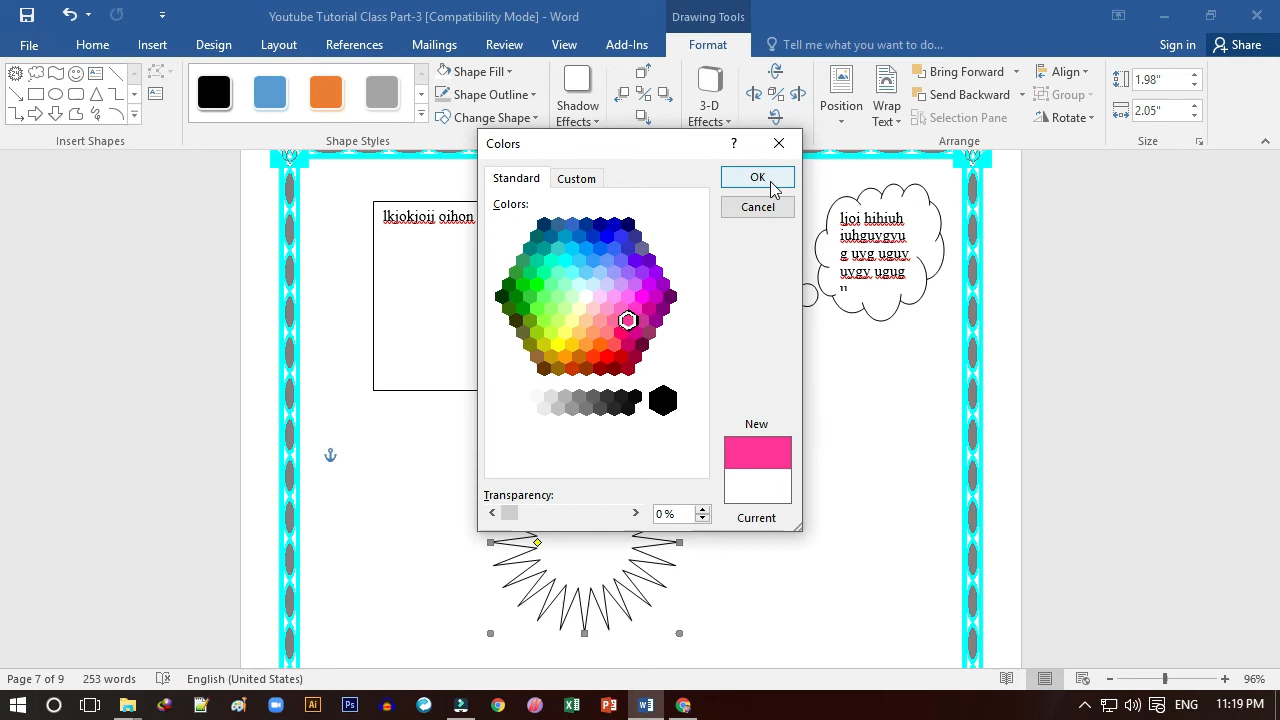 Youtube Tutorial Class Part-3 [Compatibility Mode] - Word
Drawing Tools
File
Home
Insert
Design
Layout
References
Mailings
Review
View
Add-Ins
Format
Tell me what you want to do...
Sign in
Share
Shape Fill
Shape Outline
Change Shape
Shadow
Effects
3-D
Effects
Position
Wrap
Text
Bring Forward
Send Backward
Selection Pane
Align
Group
Rotate
1.98"
2.05"
Insert Shapes
Shape Styles
Arrange
Size
Colors
Standard
Custom
Colors:
OK
Cancel
New
Current
Transparency:
0 %
lkjokjoij oihon
ljoi hihiuh
iuhguygyu
g uyg uguy
uygy ugug
u
Page 7 of 9
253 words
English (United States)
96%
ENG
11:19 PM